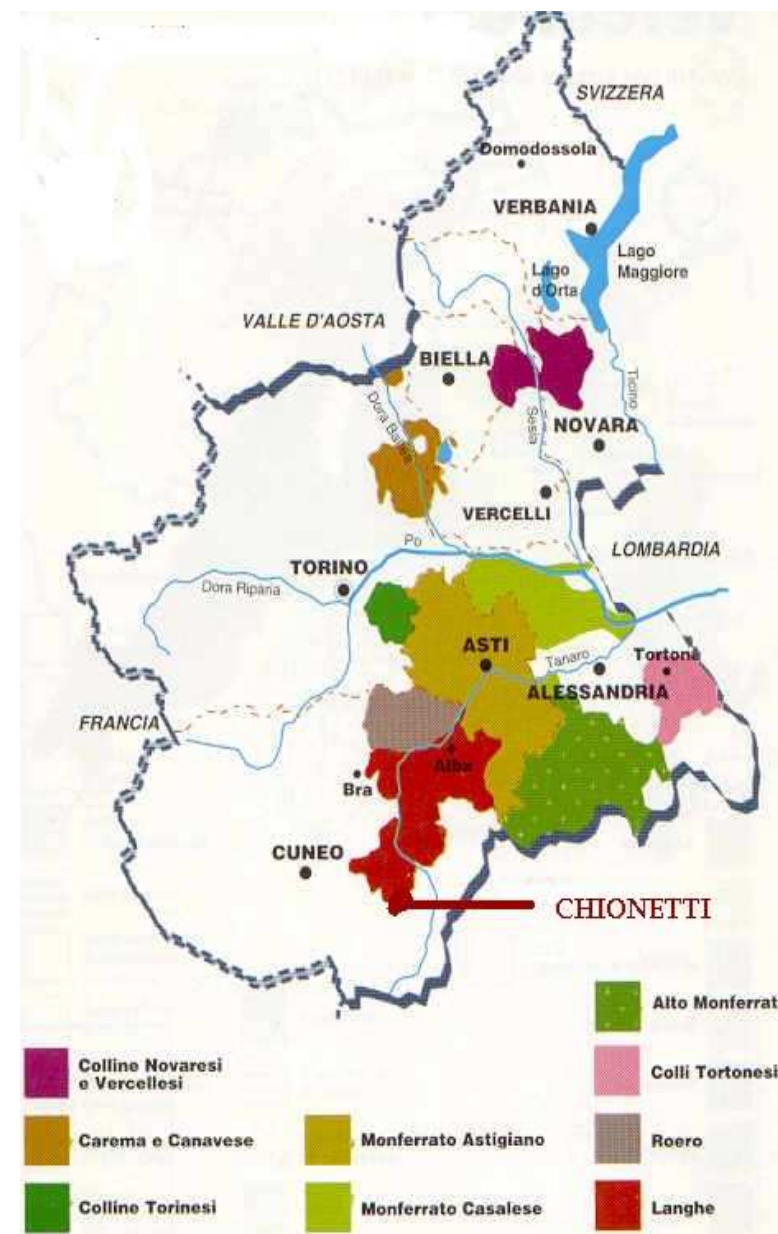 SVIZZERA
Domodossola
VERBANIA
Lago
Maggiore
Lago
d'Orta
VALLE D'AOSTA
BIELLA
Ticino
Dora Baltea
Sesia
NOVARA
VERCELLI
Po
LOMBARDIA
TORINO
Dora Riparia
ASTI
Tanaro
Tortona
ALESSANDRIA
FRANCIA
Alba
Bra
CUNEO
CHIONETTI
Alto Monferrat
Colline Novaresi
e Vercellesi
Colli Tortonesi
Carema e Canavese
Monferrato Astigiano
Roero
Colline Torinesi
Monferrato Casalese
Langhe